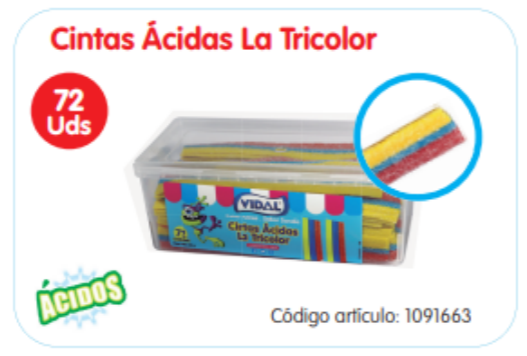 Cintas Ácidas La Tricolor
72
Uds
VIDAL
Cintas Ácidas
La Tricolor
ÁCIDOS
Código artículo: 1091663